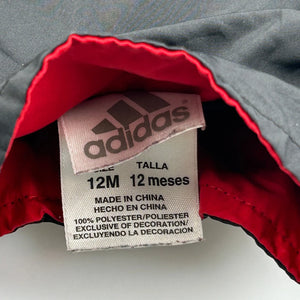 adidas
SIZE TALLA
12M 12 meses
MADE IN CHINA
HECHO EN CHINA
100% POLYESTER/POLIESTER
EXCLUSIVE OF DECORATION/
EXCLUYENDO LA DECORACION